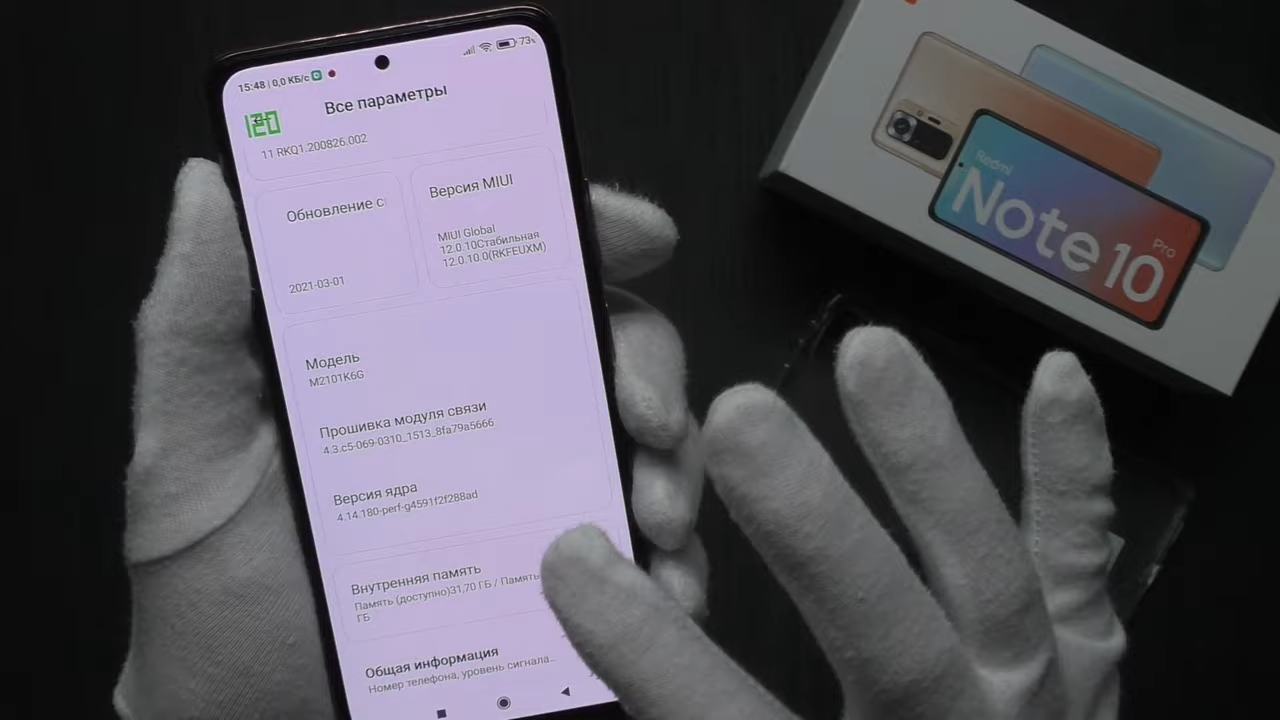 15:48 | 0,0 КБ/с
73%
120
Все параметры
11 RKQ1.200826.002
Обновление с
2021-03-01
Версия MIUI
MIUI Global
12.0.10Стабильная
12.0.10.0(RKFEUXM)
Модель
M2101K6G
Прошивка модуля связи
4.3.c5-069-0310_1513_8fa79a5666
Версия ядра
4.14.180-perf-g4591f2f288ad
Внутренняя память
Память (доступно)31,70 ГБ / Память
ГБ
Общая информация
Номер телефона, уровень сигнала...
Redmi
Note 10
Pro